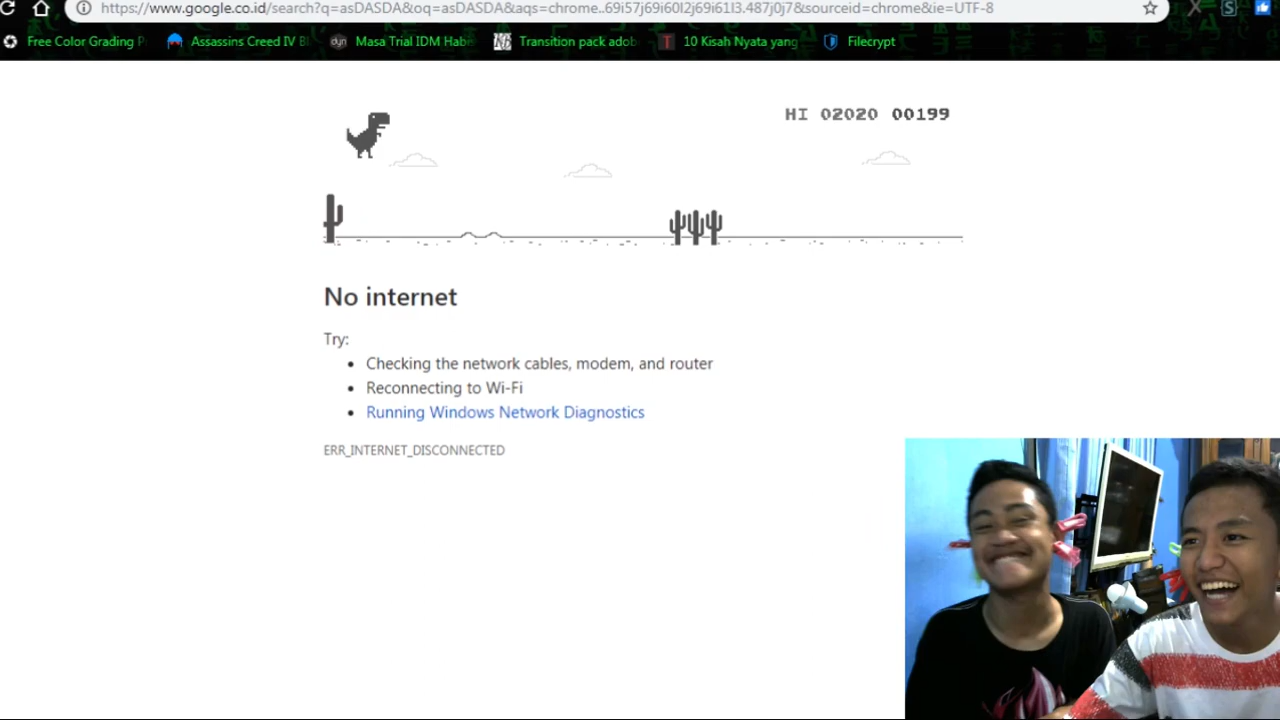 https://www.google.co.id/search?q=asDASDA&oq=asDASDA&aqs=chrome..69i57j69i60l2j69i61l3.487j0j7&sourceid=chrome&ie=UTF-8
Free Color Grading P Assassins Creed IV Bl dyn Masa Trial IDM Habi Transition pack adob T 10 Kisah Nyata yang Filecrypt
HI 02020 00199
No internet
Try:
• Checking the network cables, modem, and router
• Reconnecting to Wi-Fi
• Running Windows Network Diagnostics
ERR_INTERNET_DISCONNECTED